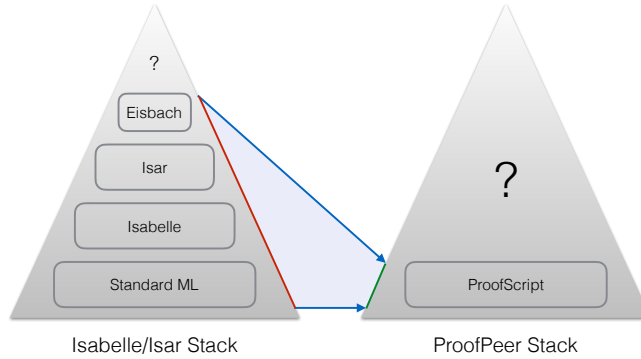 ?
Eisbach
Isar
Isabelle
Standard ML
Isabelle/Isar Stack
?
ProofScript
ProofPeer Stack